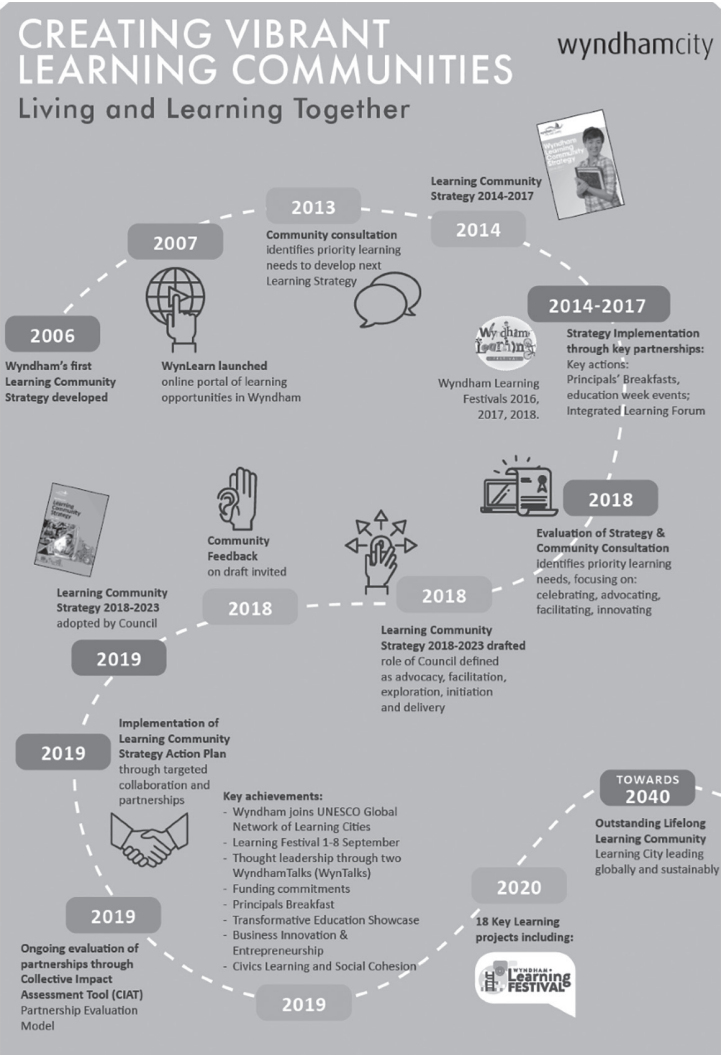 CREATING VIBRANT
LEARNING COMMUNITIES
Living and Learning Together
wyndhamcity
2006
Wyndham's first
Learning Community
Strategy developed
2007
WynLearn launched
online portal of learning
opportunities in Wyndham
2013
Community consultation
identifies priority learning
needs to develop next
Learning Strategy
Learning Community
Strategy 2014-2017
2014
Wyndham
Learning
Community
Strategy
2014-2017
Strategy Implementation
through key partnerships:
Key actions:
Principals' Breakfasts,
education week events;
Integrated Learning Forum
Wyndham
Learning
FESTIVAL
Wyndham Learning
Festivals 2016,
2017, 2018.
2018
Evaluation of Strategy &
Community Consultation
identifies priority learning
needs, focusing on:
celebrating, advocating,
facilitating, innovating
2018
Learning Community
Strategy 2018-2023 drafted
role of Council defined
as advocacy, facilitation,
exploration, initiation
and delivery
Community
Feedback
on draft invited
2018
Learning
Community
Strategy
Learning Community
Strategy 2018-2023
adopted by Council
2019
2019
Implementation of
Learning Community
Strategy Action Plan
through targeted
collaboration and
partnerships
2019
Ongoing evaluation of
partnerships through
Collective Impact
Assessment Tool (CIAT)
Partnership Evaluation
Model
Key achievements:
- Wyndham joins UNESCO Global
Network of Learning Cities
- Learning Festival 1-8 September
- Thought leadership through two
WyndhamTalks (WynTalks)
- Funding commitments
- Principals Breakfast
- Transformative Education Showcase
- Business Innovation &
Entrepreneurship
- Civics Learning and Social Cohesion
2019
2020
18 Key Learning
projects including:
WYNDHAM
Learning
FESTIVAL
TOWARDS
2040
Outstanding Lifelong
Learning Community
Learning City leading
globally and sustainably